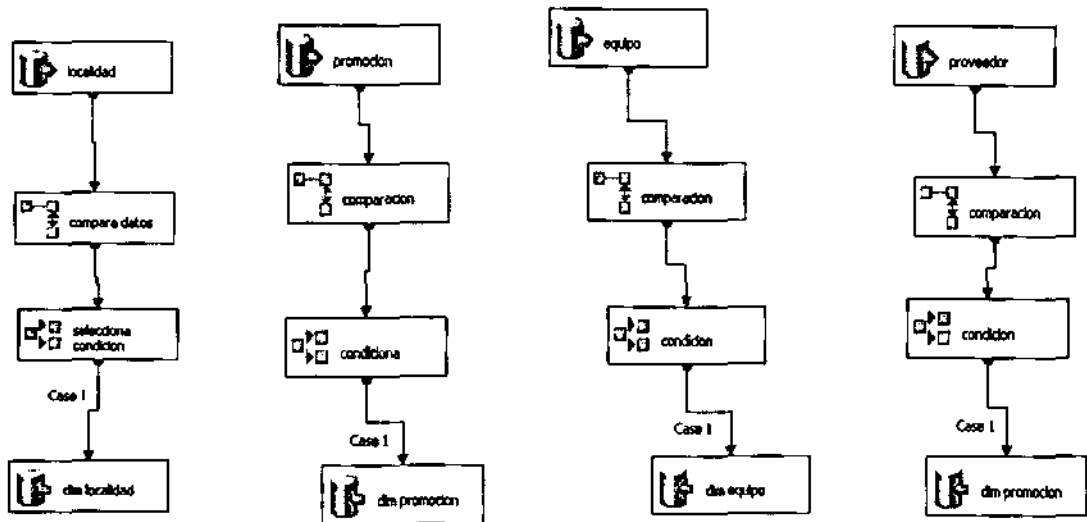 localidad
compara datos
selecciona
condicion
Case 1
dim localidad
promocion
comparacion
condiciona
Case 1
dim promocion
equipo
comparacion
condicion
Case 1
dim equipo
proveedor
comparacion
condicion
Case 1
dim promocion